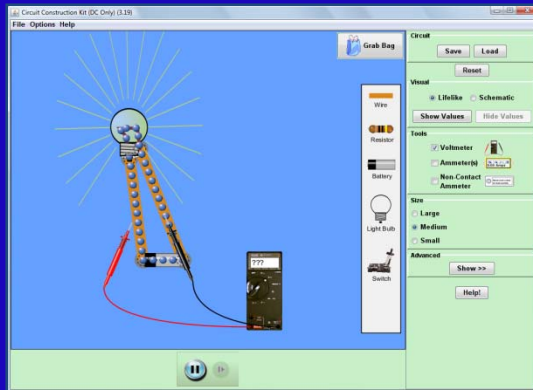 Circuit Construction Kit (DC Only) (3.19)
File Options Help
Grab Bag
Wire
Resistor
Battery
Light Bulb
Switch
???
Circuit
Save Load
Reset
Visual
Lifelike Schematic
Show Values Hide Values
Tools
Voltmeter
Ammeter(s)
Non-Contact
Ammeter
Size
Large
Medium
Small
Advanced
Show >>
Help!